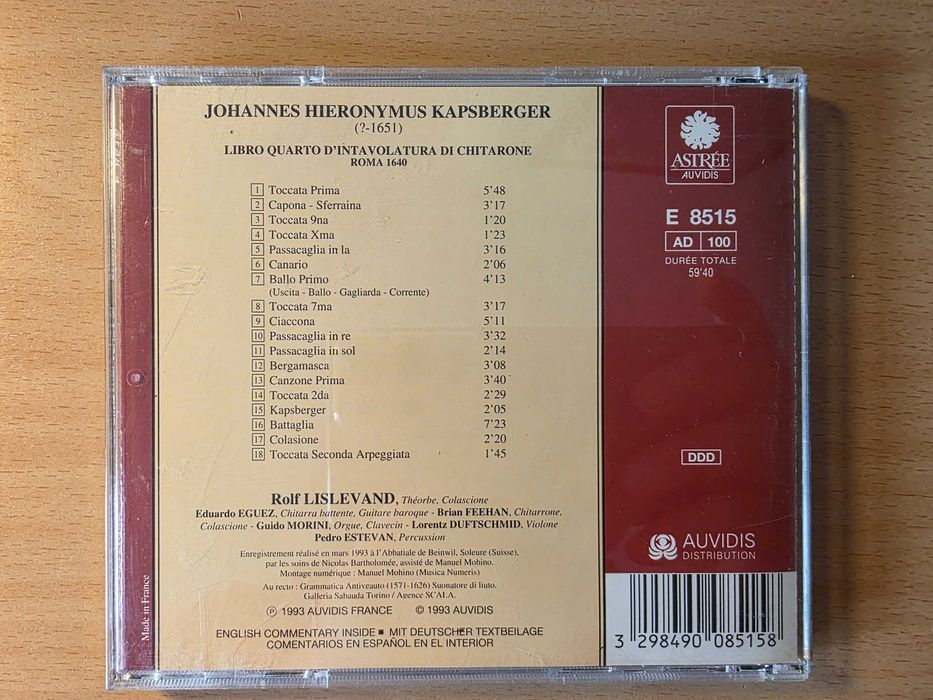 JOHANNES HIERONYMUS KAPSBERGER
(?-1651)
LIBRO QUARTO D'INTAVOLATURA DI CHITARONE
ROMA 1640
1 Toccata Prima 5'48
2 Capona - Sferraina 3'17
3 Toccata 9na 1'20
4 Toccata Xma 1'23
5 Passacaglia in la 3'16
6 Canario 2'06
7 Ballo Primo 4'13
(Uscita - Ballo - Gagliarda - Corrente)
8 Toccata 7ma 3'17
9 Ciaccona 5'11
10 Passacaglia in re 3'32
11 Passacaglia in sol 2'14
12 Bergamasca 3'08
13 Canzone Prima 3'40
14 Toccata 2da 2'29
15 Kapsberger 2'05
16 Battaglia 7'23
17 Colasione 2'20
18 Toccata Seconda Arpeggiata 1'45
Rolf LISLEVAND, Théorbe, Colascione
Eduardo EGUEZ, Chitarra battente, Guitare baroque - Brian FEEHAN, Chitarrone,
Colascione - Guido MORINI, Orgue, Clavecin - Lorentz DUFTSCHMID, Violone
Pedro ESTEVAN, Percussion
Enregistrement réalisé en mars 1993 à l'Abbatiale de Beinwil, Soleure (Suisse),
par les soins de Nicolas Bartholomée, assisté de Manuel Mohino.
Montage numérique : Manuel Mohino (Musica Numeris)
Au recto : Grammatica Antiveauto (1571-1626) Suonatore di liuto.
Galleria Sabauda Torino / Agence SCALA.
℗ 1993 AUVIDIS FRANCE © 1993 AUVIDIS
ENGLISH COMMENTARY INSIDE ■ MIT DEUTSCHER TEXTBEILAGE
COMENTARIOS EN ESPAÑOL EN EL INTERIOR
Made in France
ASTRÉE
AUVIDIS
E 8515
AD 100
DURÉE TOTALE
59'40
DDD
AUVIDIS
DISTRIBUTION
3 298490 085158